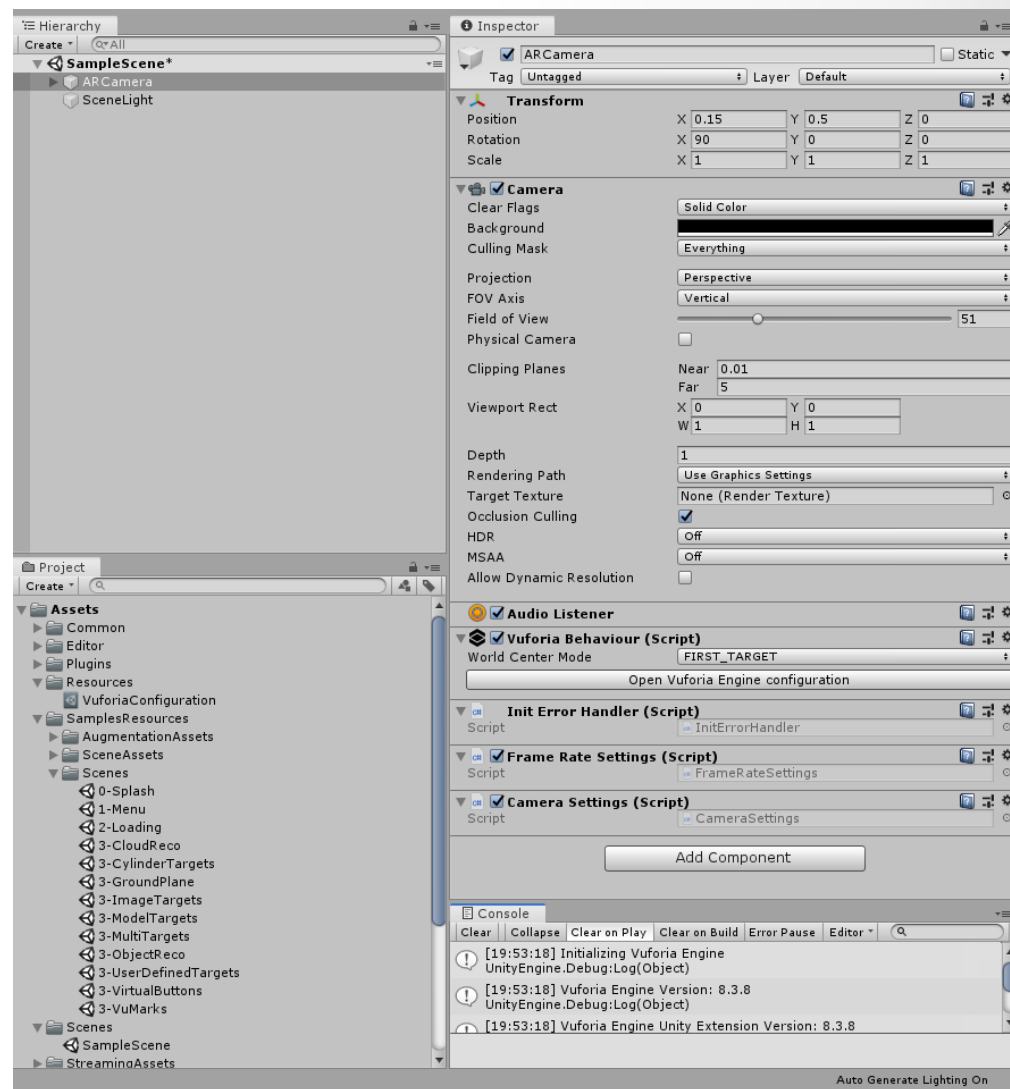 Hierarchy
Create All
SampleScene*
ARCamera
SceneLight
Project
Create
Assets
Common
Editor
Plugins
Resources
VuforiaConfiguration
SamplesResources
AugmentationAssets
SceneAssets
Scenes
0-Splash
1-Menu
2-Loading
3-CloudReco
3-CylinderTargets
3-GroundPlane
3-ImageTargets
3-ModelTargets
3-MultiTargets
3-ObjectReco
3-UserDefinedTargets
3-VirtualButtons
3-VuMarks
Scenes
SampleScene
StreamingAssets
Inspector
ARCamera Static
Tag Untagged Layer Default
Transform
Position X 0.15 Y 0.5 Z 0
Rotation X 90 Y 0 Z 0
Scale X 1 Y 1 Z 1
Camera
Clear Flags Solid Color
Background
Culling Mask Everything
Projection Perspective
FOV Axis Vertical
Field of View 51
Physical Camera
Clipping Planes Near 0.01
Far 5
Viewport Rect X 0 Y 0
W 1 H 1
Depth 1
Rendering Path Use Graphics Settings
Target Texture None (Render Texture)
Occlusion Culling
HDR Off
MSAA Off
Allow Dynamic Resolution
Audio Listener
Vuforia Behaviour (Script)
World Center Mode FIRST_TARGET
Open Vuforia Engine configuration
Init Error Handler (Script)
Script InitErrorHandler
Frame Rate Settings (Script)
Script FrameRateSettings
Camera Settings (Script)
Script CameraSettings
Add Component
Console
Clear Collapse Clear on Play Clear on Build Error Pause Editor
[19:53:18] Initializing Vuforia Engine
UnityEngine.Debug:Log(Object)
[19:53:18] Vuforia Engine Version: 8.3.8
UnityEngine.Debug:Log(Object)
[19:53:18] Vuforia Engine Unity Extension Version: 8.3.8
Auto Generate Lighting On